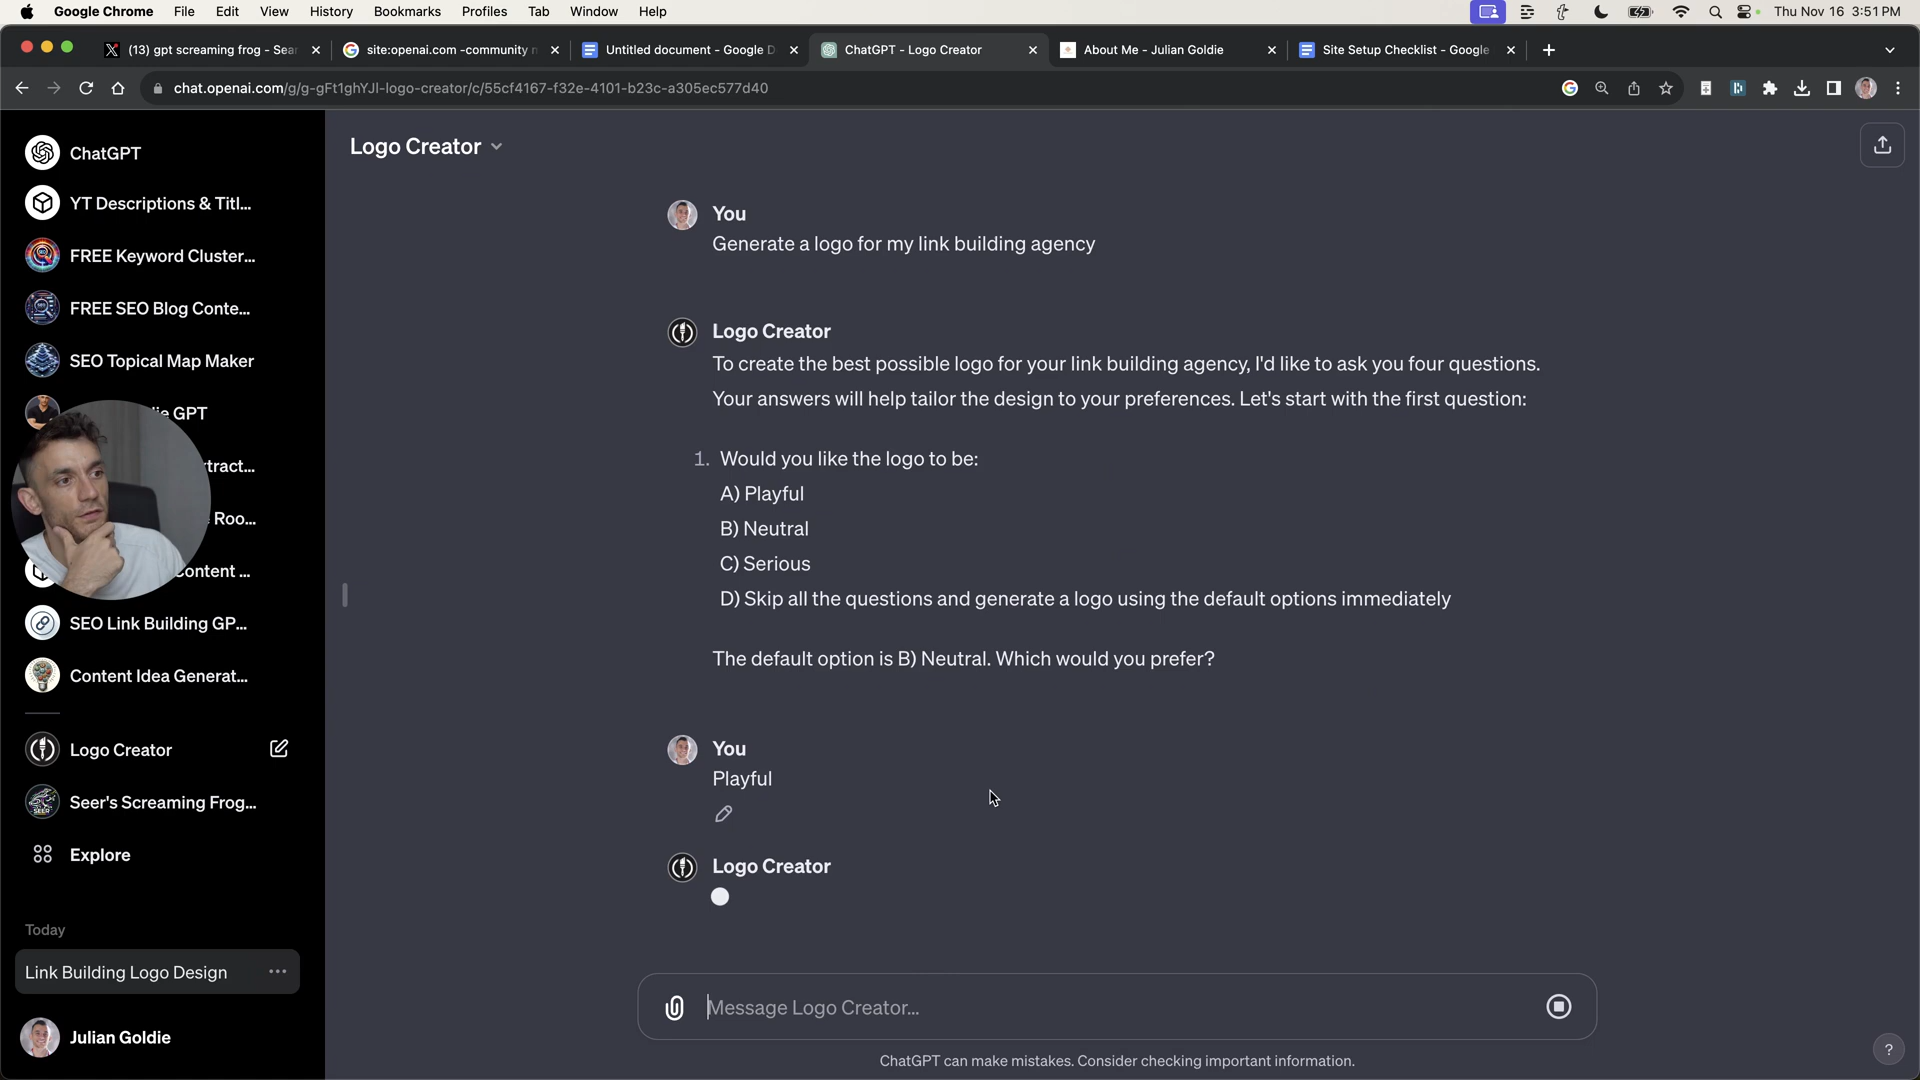 Google Chrome File Edit View History Bookmarks Profiles Tab Window Help Thu Nov 16 3:51 PM
(13) gpt screaming frog - Sear
site:openai.com -community n
Untitled document - Google D
ChatGPT - Logo Creator
About Me - Julian Goldie
Site Setup Checklist - Google
chat.openai.com/g/g-gFt1ghYJl-logo-creator/c/55cf4167-f32e-4101-b23c-a305ec577d40
ChatGPT
YT Descriptions & Titl...
FREE Keyword Cluster...
FREE SEO Blog Conte...
SEO Topical Map Maker
GPT
tract...
Roo...
ontent ...
SEO Link Building GP...
Content Idea Generat...
Logo Creator
Seer's Screaming Frog...
Explore
Today
Link Building Logo Design
Julian Goldie
Logo Creator
You
Generate a logo for my link building agency
Logo Creator
To create the best possible logo for your link building agency, I'd like to ask you four questions.
Your answers will help tailor the design to your preferences. Let's start with the first question:
1. Would you like the logo to be:
A) Playful
B) Neutral
C) Serious
D) Skip all the questions and generate a logo using the default options immediately
The default option is B) Neutral. Which would you prefer?
You
Playful
Logo Creator
Message Logo Creator...
ChatGPT can make mistakes. Consider checking important information.
?